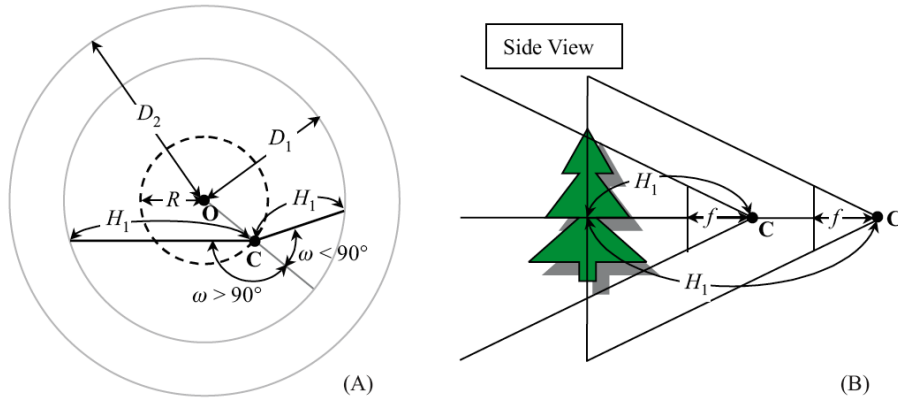 D₂
D₁
R
O
H₁
H₁
C
ω < 90°
ω > 90°
(A)
Side View
H₁
f
C
f
C
H₁
(B)